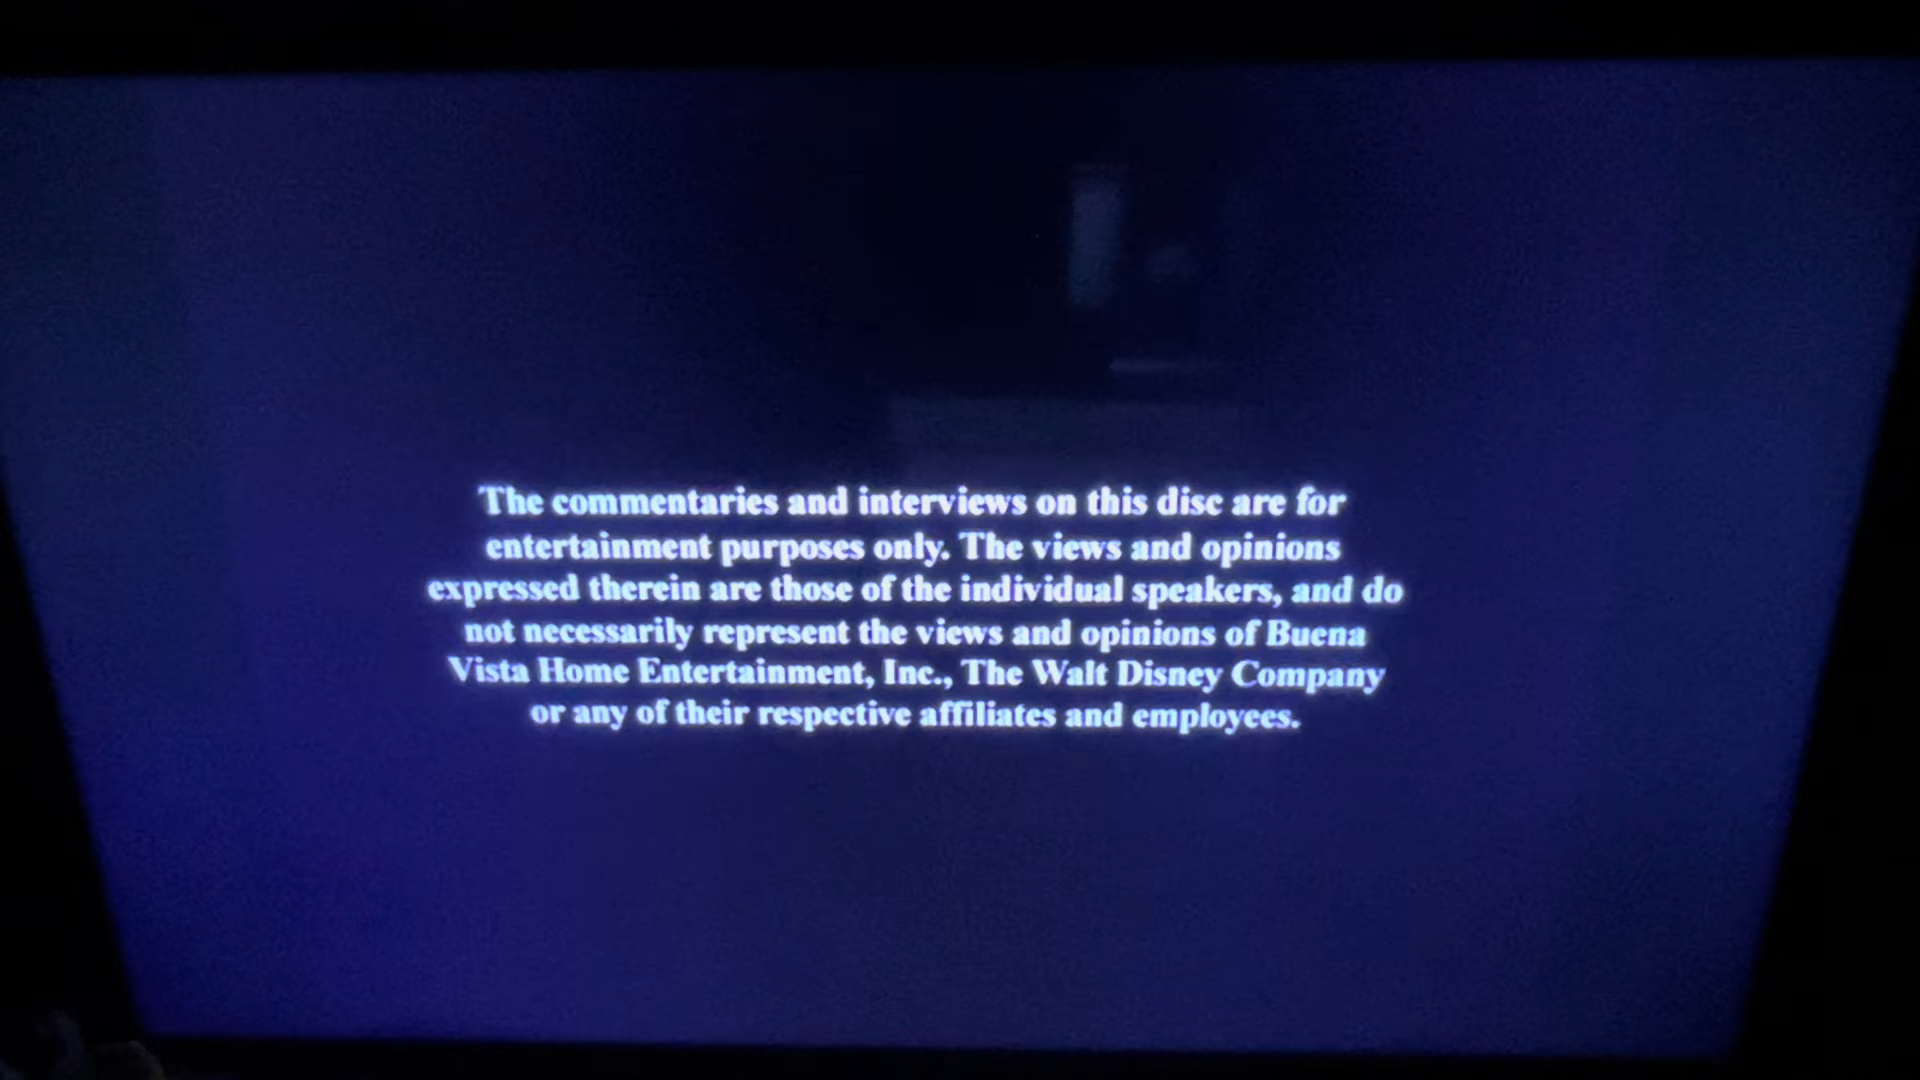 The commentaries and interviews on this disc are for
entertainment purposes only. The views and opinions
expressed therein are those of the individual speakers, and do
not necessarily represent the views and opinions of Buena
Vista Home Entertainment, Inc., The Walt Disney Company
or any of their respective affiliates and employees.